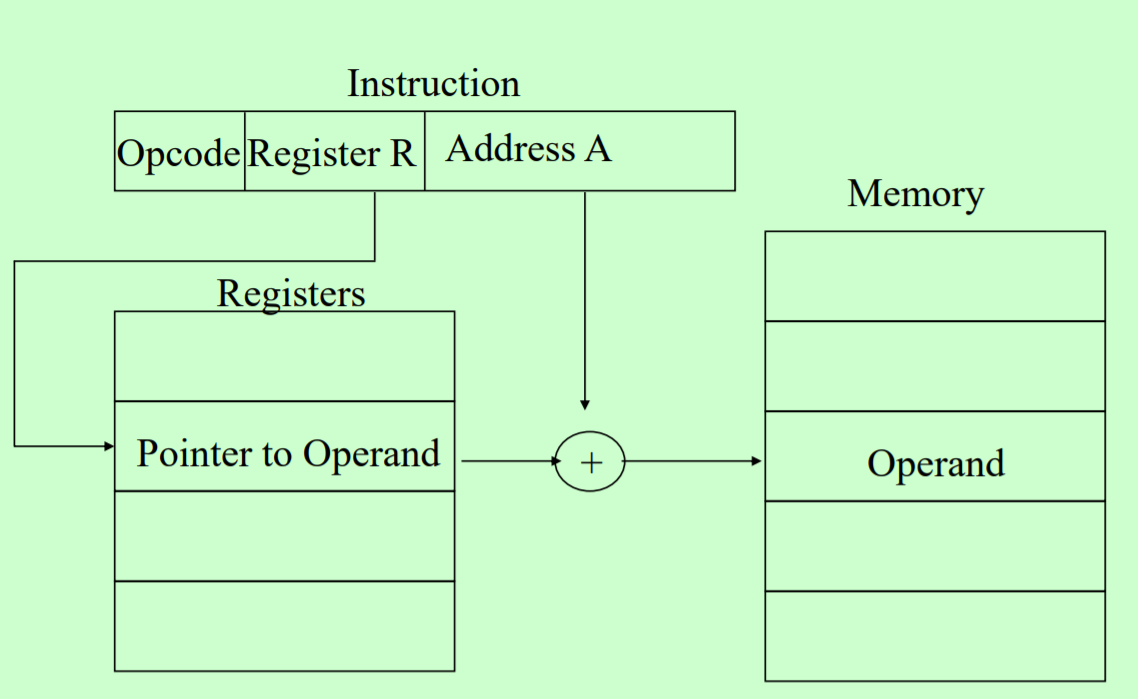 Instruction
Opcode Register R Address A
Memory
Registers
Pointer to Operand
+
Operand